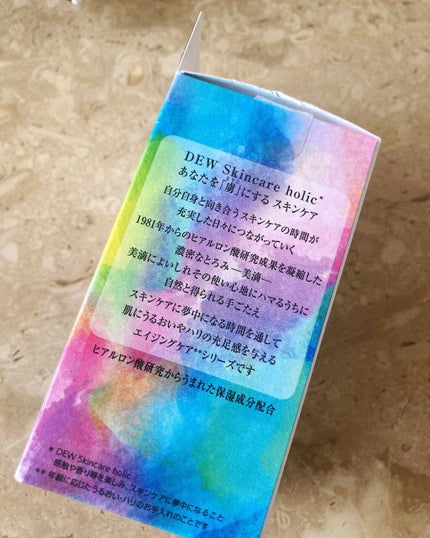 DEW Skincare holic*
あなたを「虜」にする スキンケア
自分自身と向き合うスキンケアの時間が
充実した日々につながっていく
1981年からのヒアルロン酸研究成果を凝縮した
濃密なとろみ ―美滴―
美滴によいしれその使い心地にハマるうちに
自然と得られる手ごたえ
スキンケアに夢中になる時間を通して
肌にうるおいやハリの充足感を与える
エイジングケア**シリーズです
ヒアルロン酸研究からうまれた保湿成分配合
* DEW Skincare holic
感触や香り等を楽しみ、スキンケアに夢中になること
** 年齢に応じたうるおい・ハリのお手入れのことです